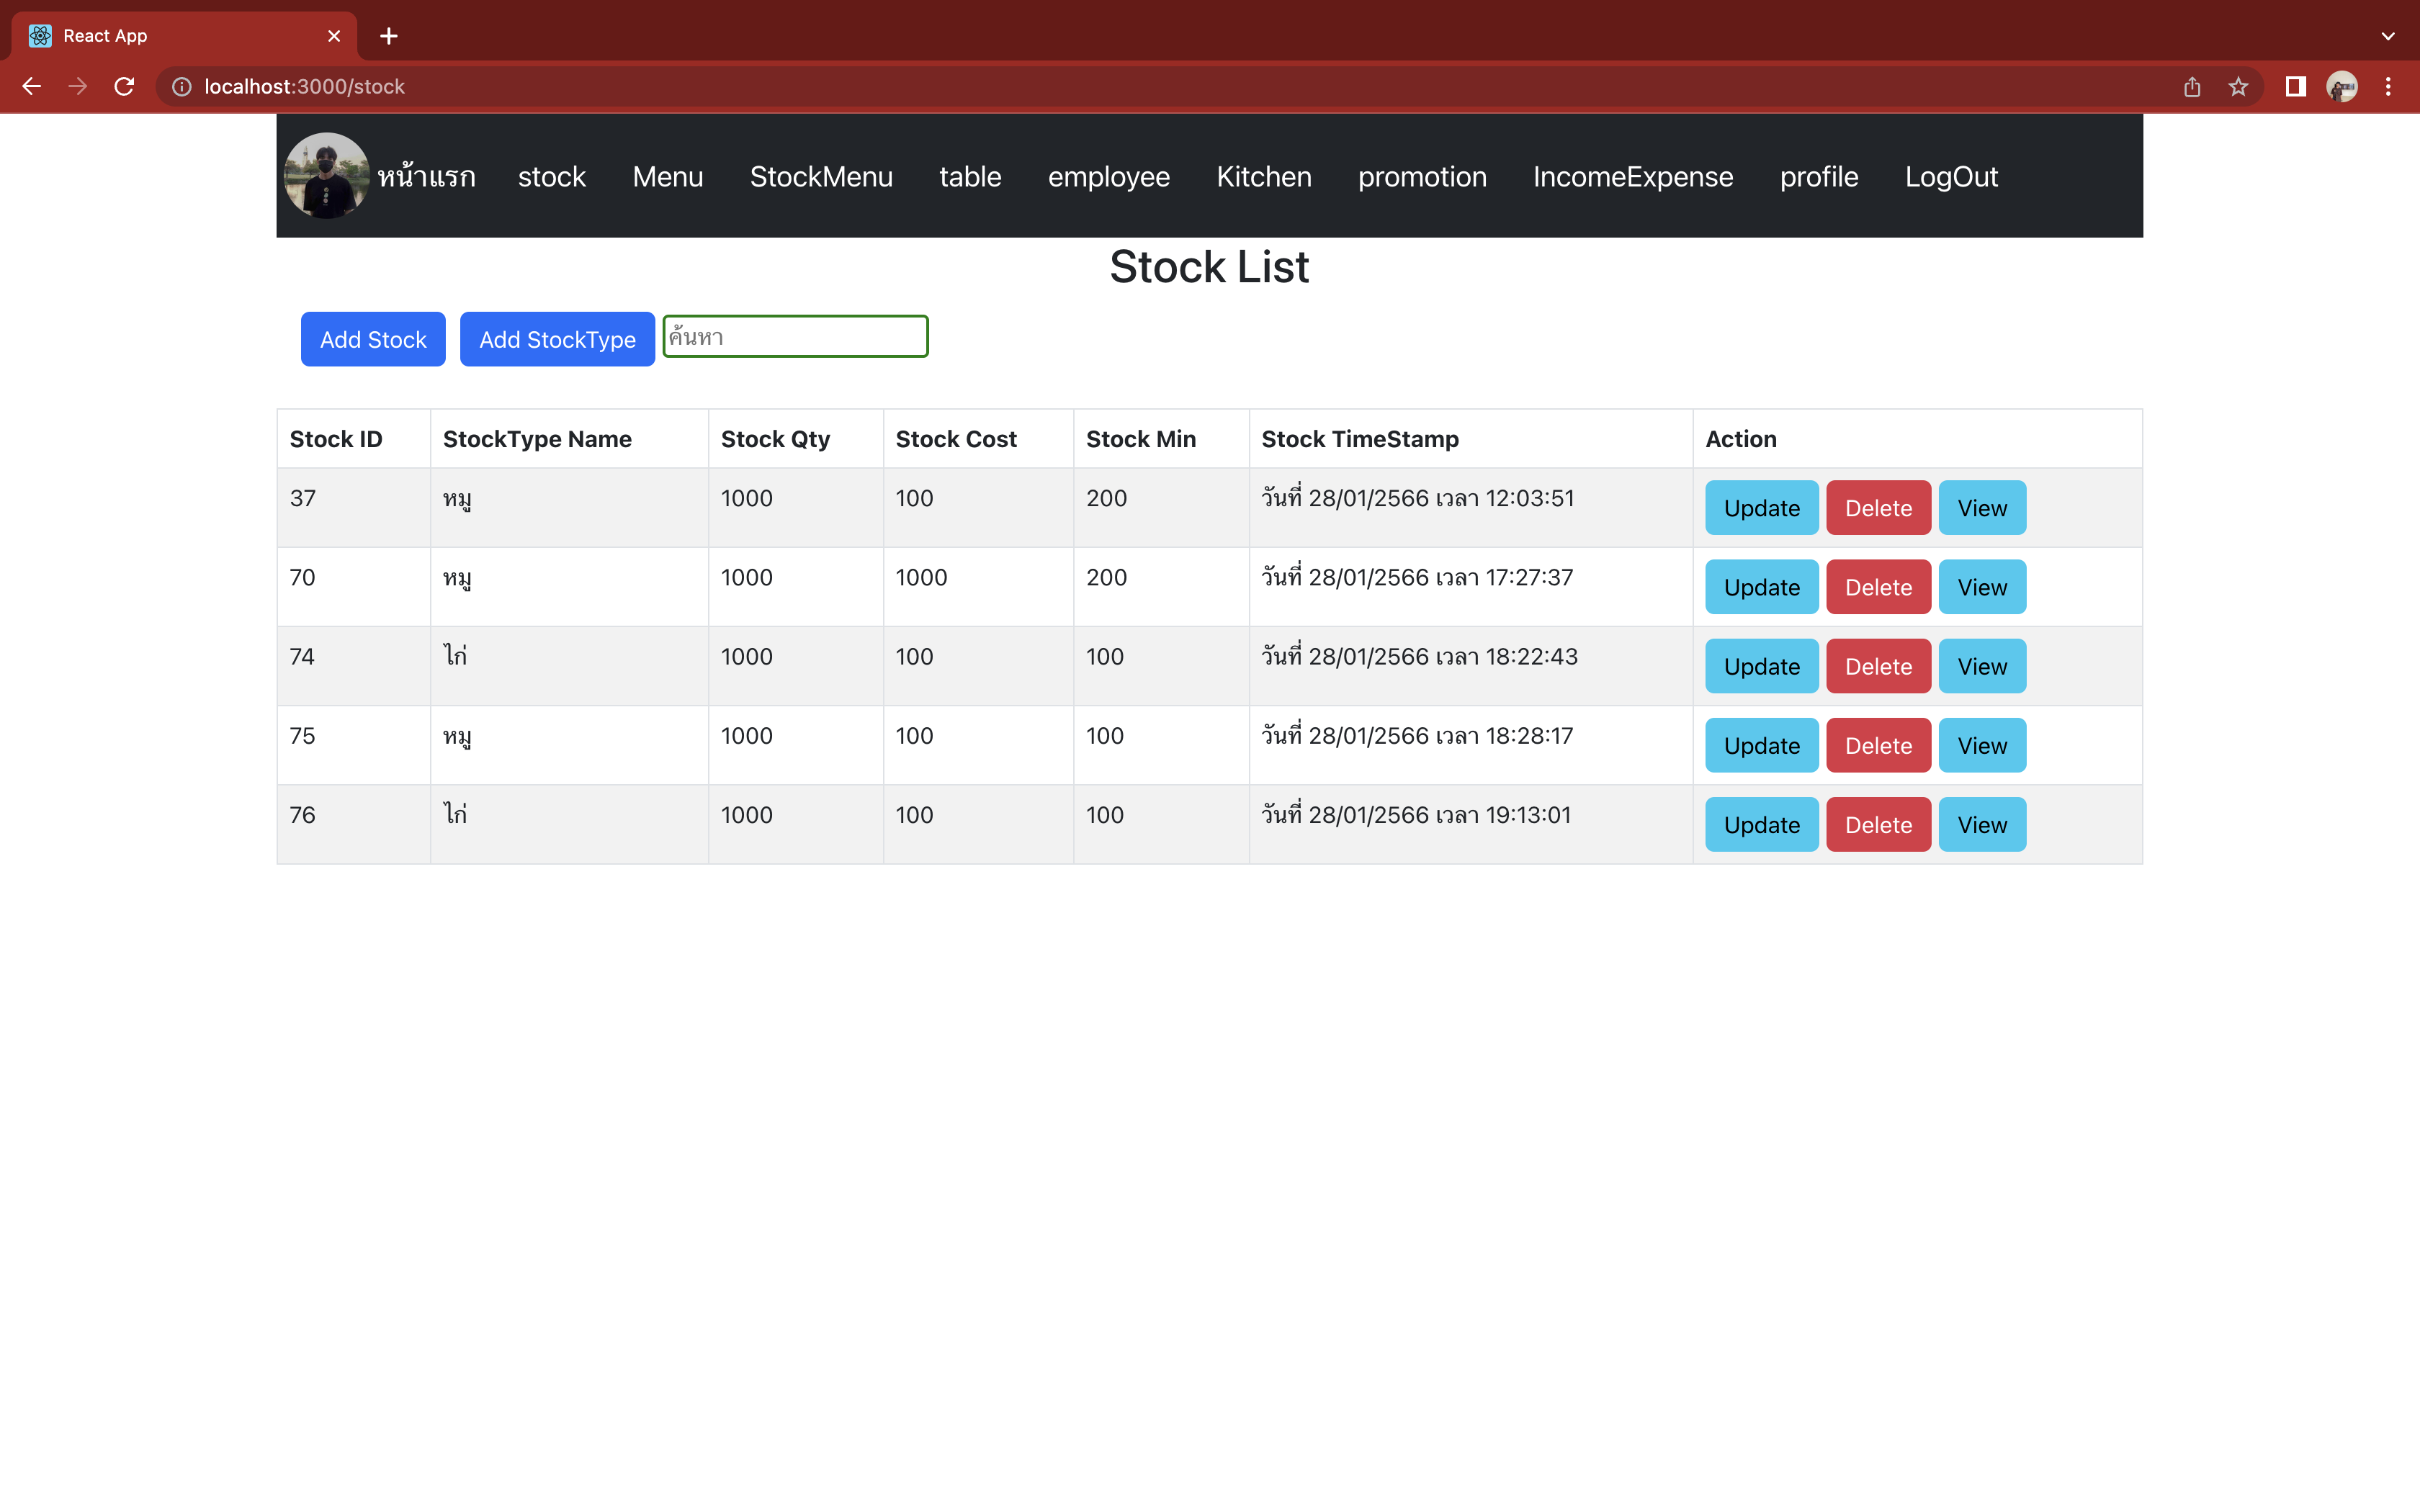 React App
localhost:3000/stock
หน้าแรก stock Menu StockMenu table employee Kitchen promotion IncomeExpense profile LogOut
Stock List
Add Stock Add StockType ค้นหา
Stock ID StockType Name Stock Qty Stock Cost Stock Min Stock TimeStamp Action
37 หมู 1000 100 200 วันที่ 28/01/2566 เวลา 12:03:51 Update Delete View
70 หมู 1000 1000 200 วันที่ 28/01/2566 เวลา 17:27:37 Update Delete View
74 ไก่ 1000 100 100 วันที่ 28/01/2566 เวลา 18:22:43 Update Delete View
75 หมู 1000 100 100 วันที่ 28/01/2566 เวลา 18:28:17 Update Delete View
76 ไก่ 1000 100 100 วันที่ 28/01/2566 เวลา 19:13:01 Update Delete View